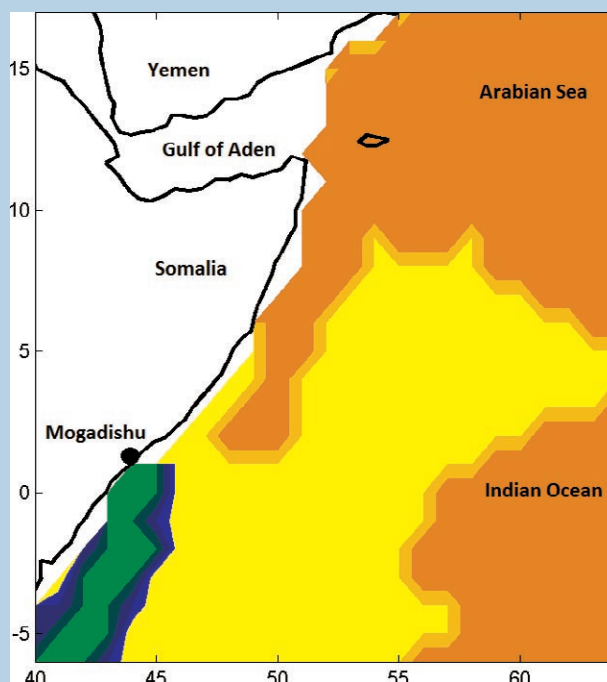 15
Yemen
Arabian Sea
Gulf of Aden
10
Somalia
5
Mogadishu
0
Indian Ocean
-5
40 45 50 55 60